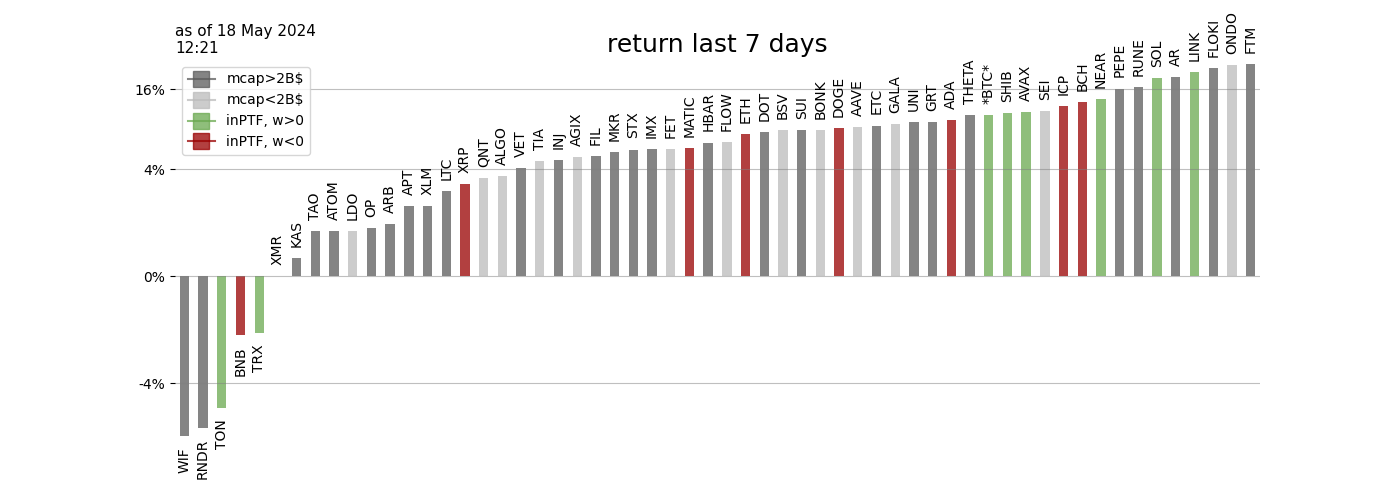 as of 18 May 2024
12:21
return last 7 days
mcap>2B$
mcap<2B$
inPTF, w>0
inPTF, w<0
16%
4%
0%
-4%
WIF
RNDR
TON
BNB
TRX
XMR
KAS
TAO
ATOM
LDO
OP
ARB
APT
XLM
LTC
XRP
QNT
ALGO
VET
TIA
INJ
AGIX
FIL
MKR
STX
IMX
FET
MATIC
HBAR
FLOW
ETH
DOT
BSV
SUI
BONK
DOGE
AAVE
ETC
GALA
UNI
GRT
ADA
THETA
*BTC*
SHIB
AVAX
SEI
ICP
BCH
NEAR
PEPE
RUNE
SOL
AR
LINK
FLOKI
ONDO
FTM